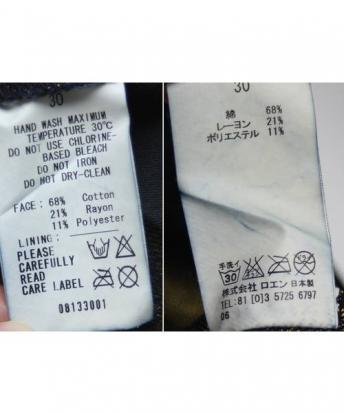 30
HAND WASH MAXIMUM
TEMPERATURE 30°C
DO NOT USE CHLORINE-
BASED BLEACH
DO NOT IRON
DO NOT DRY-CLEAN
FACE: 68% Cotton
21% Rayon
11% Polyester
LINING:
PLEASE
CAREFULLY
READ
CARE LABEL
08133001
30
綿 68%
レーヨン 21%
ポリエステル 11%
手洗イ
30
株式会社 ロエン 日本製
TEL:81 [0]3 5725 6797
06